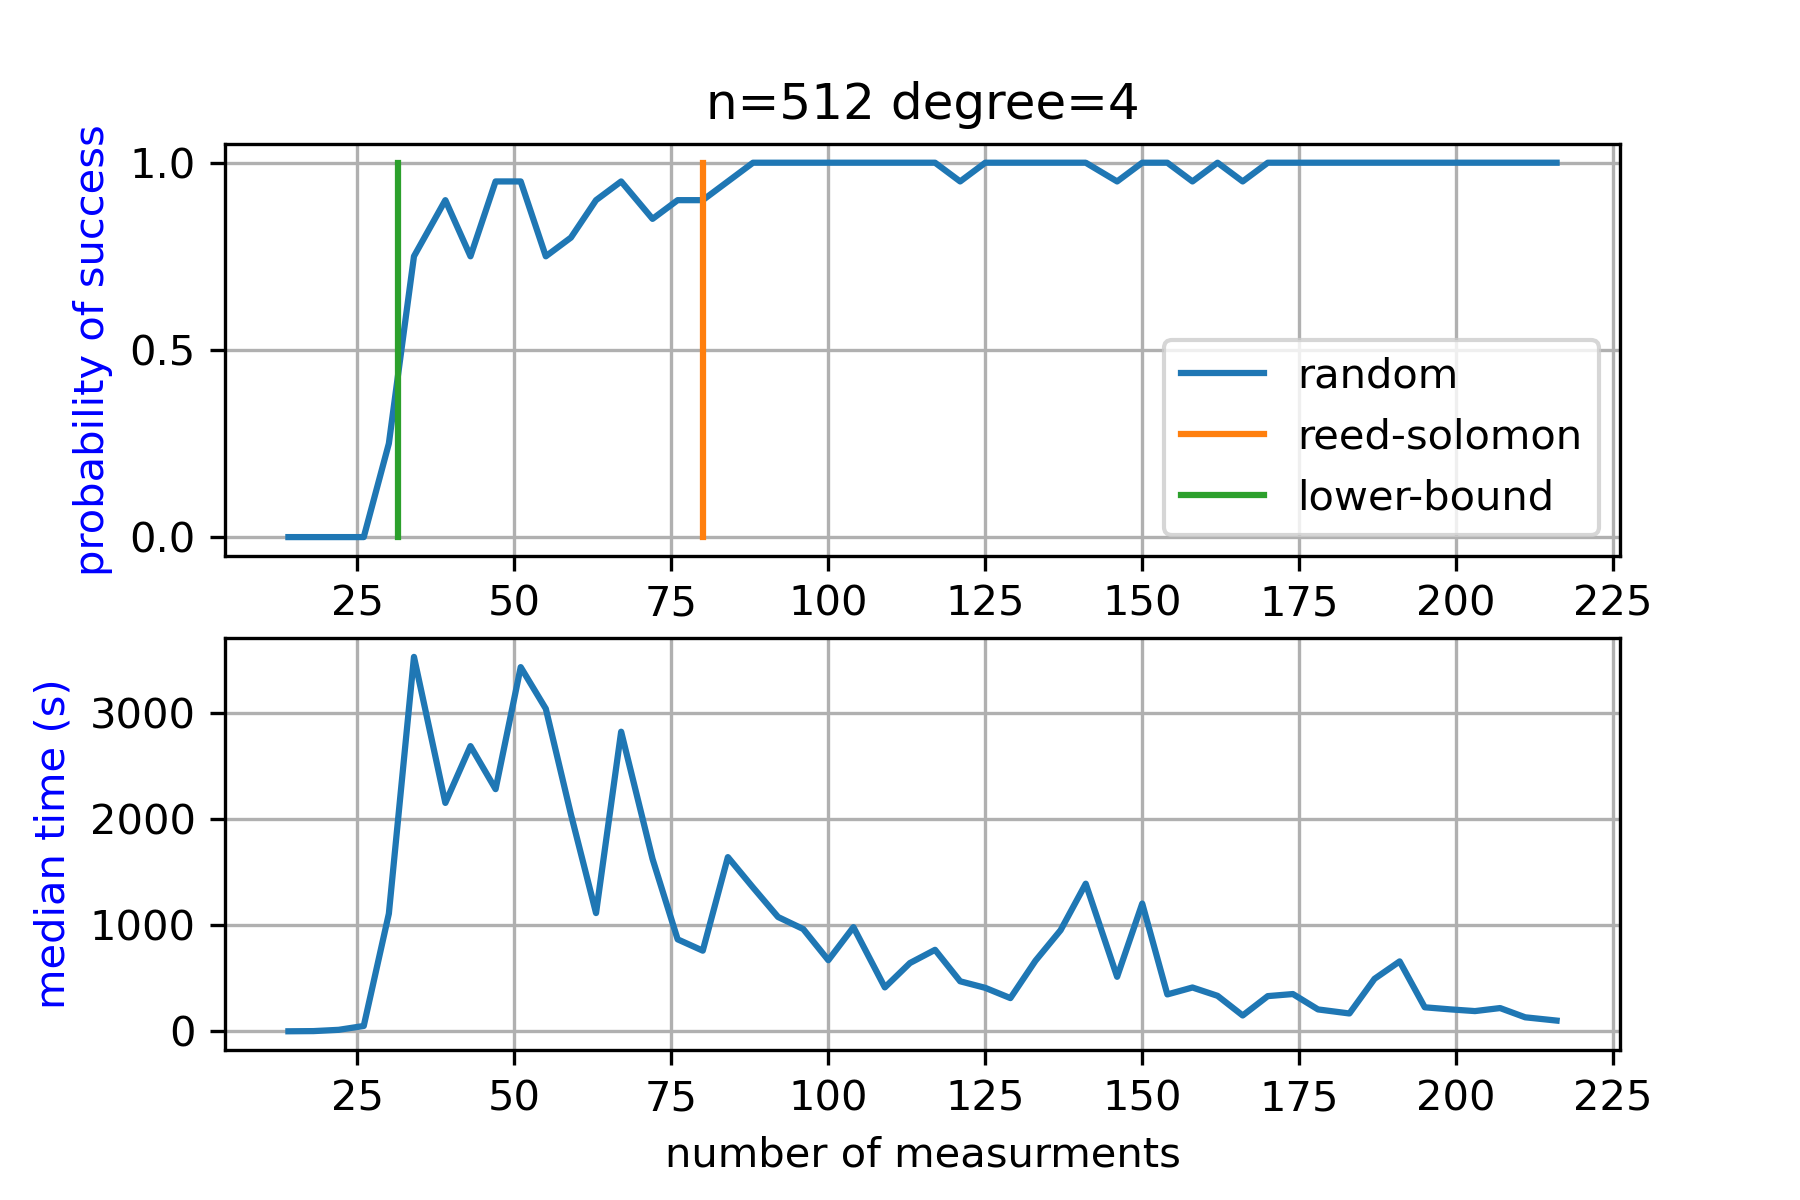 n=512 degree=4
probability of success
1.0
0.5
0.0
random
reed-solomon
lower-bound
25 50 75 100 125 150 175 200 225
median time (s)
3000
2000
1000
0
25 50 75 100 125 150 175 200 225
number of measurments